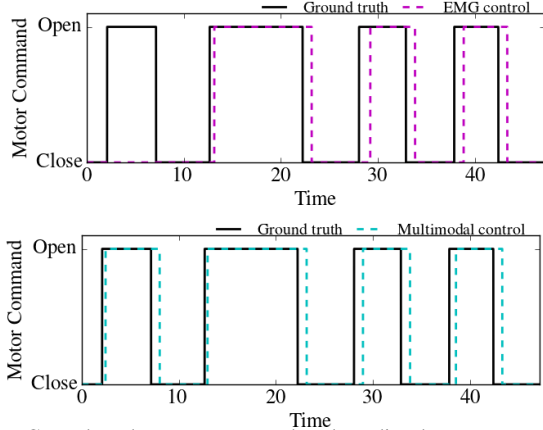 Ground truth EMG control
Open
Close
Motor Command
0 10 20 30 40
Time
Ground truth Multimodal control
Open
Close
Motor Command
0 10 20 30 40
Time